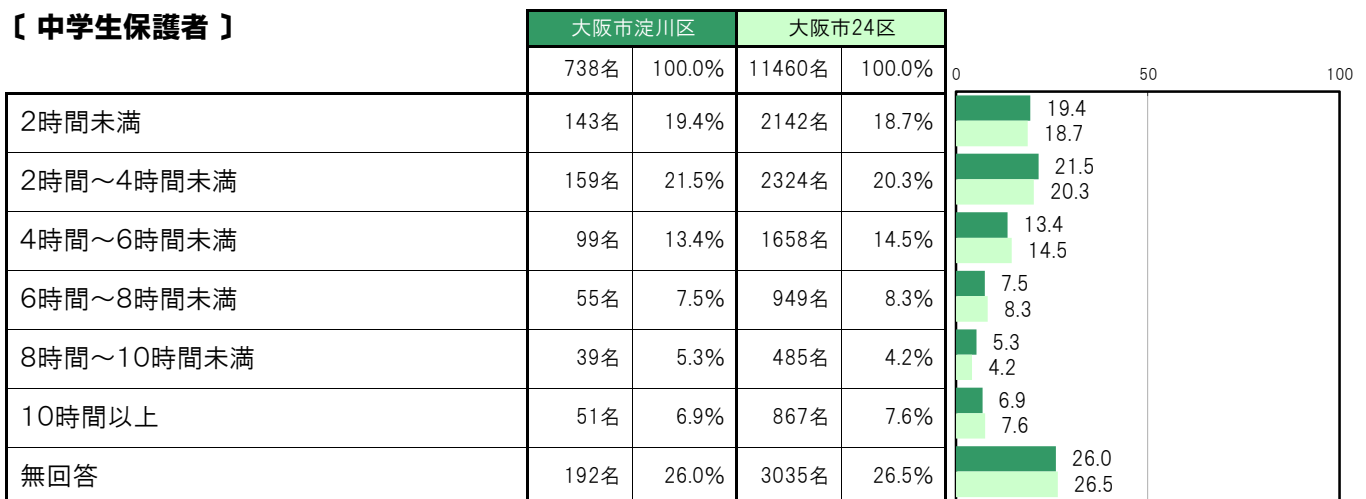 〔 中学生保護者 〕
大阪市淀川区 大阪市24区
738名 100.0% 11460名 100.0%
0 50 100
2時間未満 143名 19.4% 2142名 18.7% 19.4
18.7
2時間～4時間未満 159名 21.5% 2324名 20.3% 21.5
20.3
4時間～6時間未満 99名 13.4% 1658名 14.5% 13.4
14.5
6時間～8時間未満 55名 7.5% 949名 8.3% 7.5
8.3
8時間～10時間未満 39名 5.3% 485名 4.2% 5.3
4.2
10時間以上 51名 6.9% 867名 7.6% 6.9
7.6
無回答 192名 26.0% 3035名 26.5% 26.0
26.5